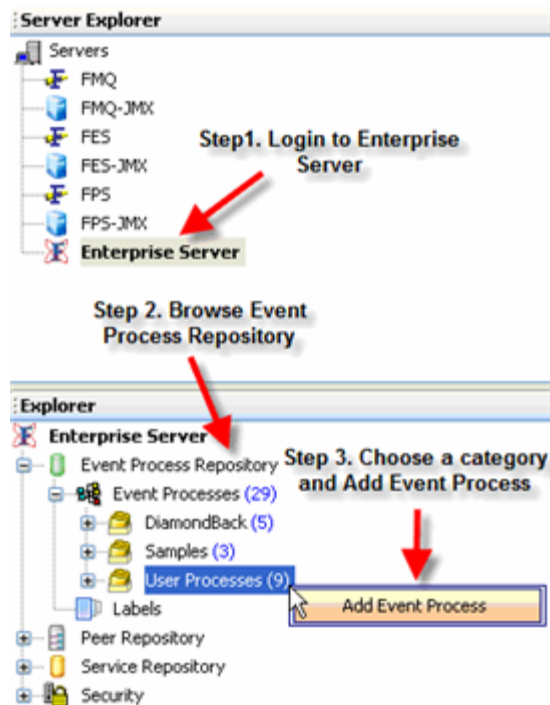 Server Explorer
Servers
FMQ
FMQ-JMX
FES
FES-JMX
FPS
FPS-JMX
Enterprise Server
Step1. Login to Enterprise
Server
Step 2. Browse Event
Process Repository
Explorer
Enterprise Server
Event Process Repository
Event Processes (29)
DiamondBack (5)
Samples (3)
User Processes (9)
Labels
Peer Repository
Service Repository
Security
Step 3. Choose a category
and Add Event Process
Add Event Process